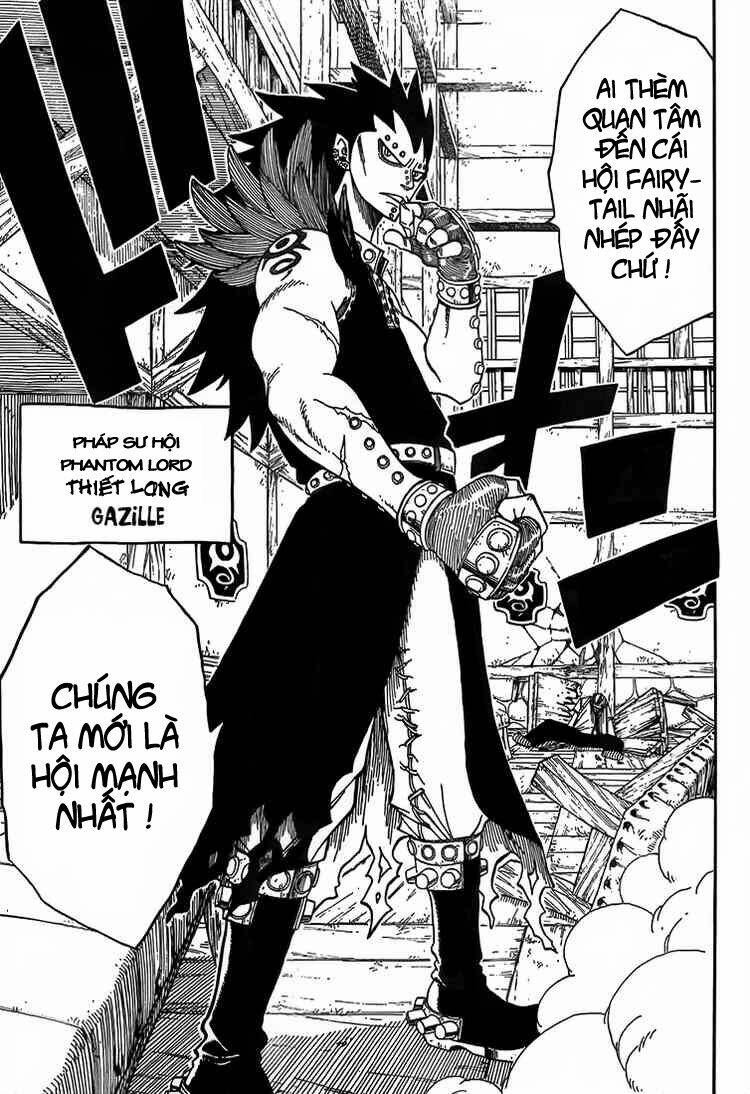 AI THÈM
QUAN TÂM
ĐẾN CÁI
HỘI FAIRY-
TAIL NHÃI
NHÉP ĐẤY
CHỨ !
PHÁP SƯ HỘI
PHANTOM LORD
THIẾT LONG
GAZILLE
CHÚNG
TA MỚI LÀ
HỘI MẠNH
NHẤT !